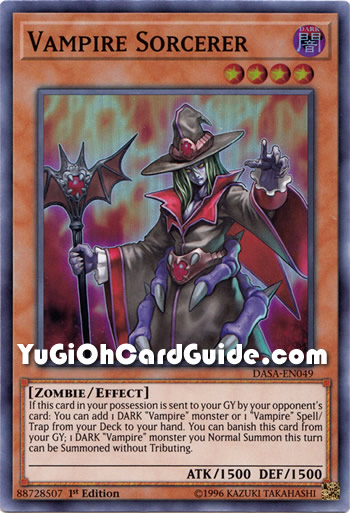 VAMPIRE SORCERER
DARK
闇
YuGiOhCardGuide.com
DASA-EN049
[ZOMBIE/EFFECT]
If this card in your possession is sent to your GY by your opponent's
card: You can add 1 DARK "Vampire" monster or 1 "Vampire" Spell/
Trap from your Deck to your hand. You can banish this card from
your GY; 1 DARK "Vampire" monster you Normal Summon this turn
can be Summoned without Tributing.
ATK/1500 DEF/1500
88728507 1st Edition ©1996 KAZUKI TAKAHASHI